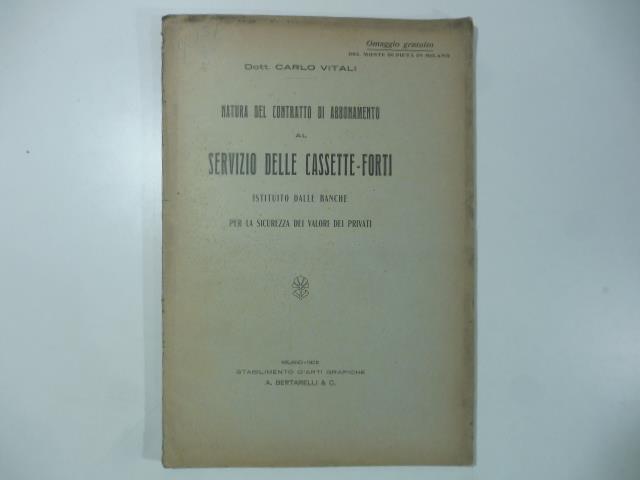 Omaggio gratuito
DEL MONTE DI PIETÀ DI MILANO
Dott. CARLO VITALI
NATURA DEL CONTRATTO DI ABBONAMENTO
AL
SERVIZIO DELLE CASSETTE-FORTI
ISTITUITO DALLE BANCHE
PER LA SICUREZZA DEI VALORI DEI PRIVATI
MILANO
STABILIMENTO D'ARTI GRAFICHE
A. BERTARELLI & C.